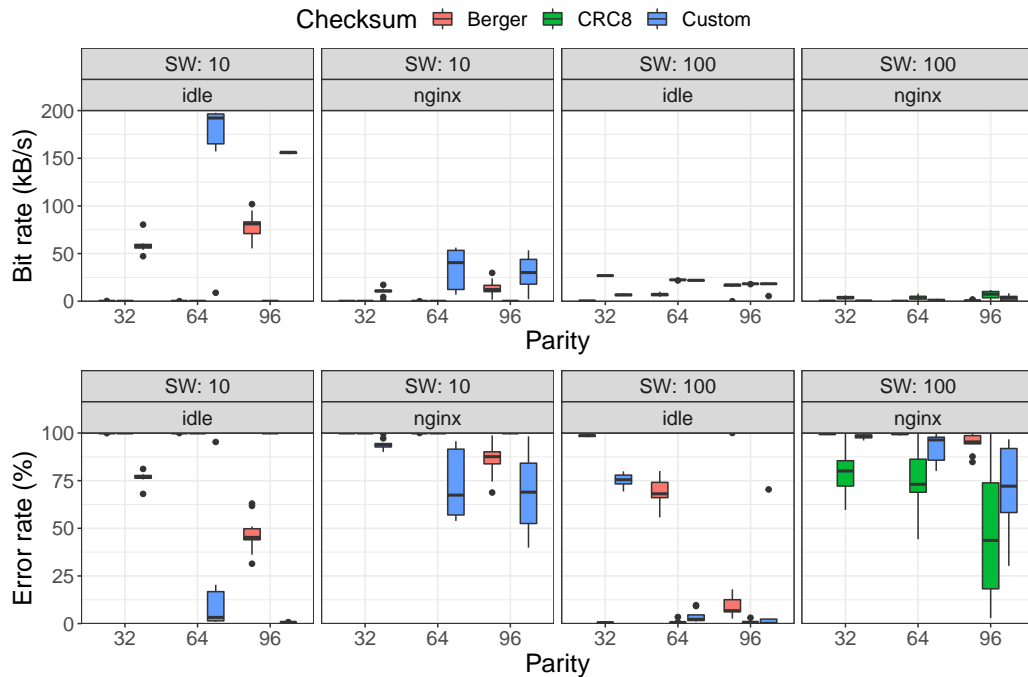 Checksum Berger CRC8 Custom
SW: 10 SW: 10 SW: 100 SW: 100
idle nginx idle nginx
Bit rate (kB/s)
200
150
100
50
0
32 64 96 32 64 96 32 64 96 32 64 96
Parity
SW: 10 SW: 10 SW: 100 SW: 100
idle nginx idle nginx
Error rate (%)
100
75
50
25
0
32 64 96 32 64 96 32 64 96 32 64 96
Parity